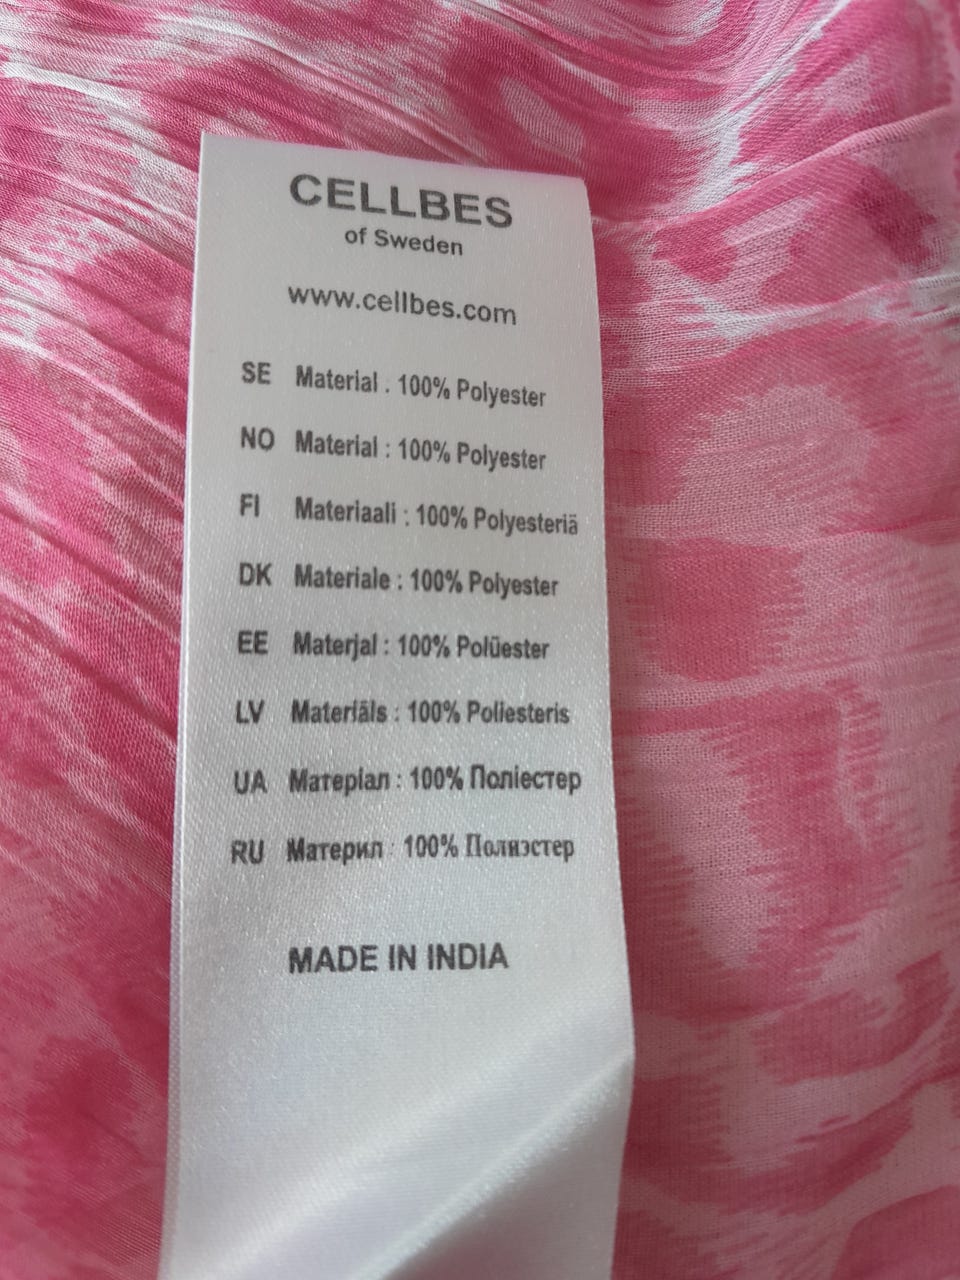 CELLBES
of Sweden
www.cellbes.com
SE Material : 100% Polyester
NO Material : 100% Polyester
FI Materiaali : 100% Polyesteriä
DK Materiale : 100% Polyester
EE Materjal : 100% Polüester
LV Materiāls : 100% Poliesteris
UA Матеріал : 100% Поліестер
RU Материл : 100% Полиэстер
MADE IN INDIA